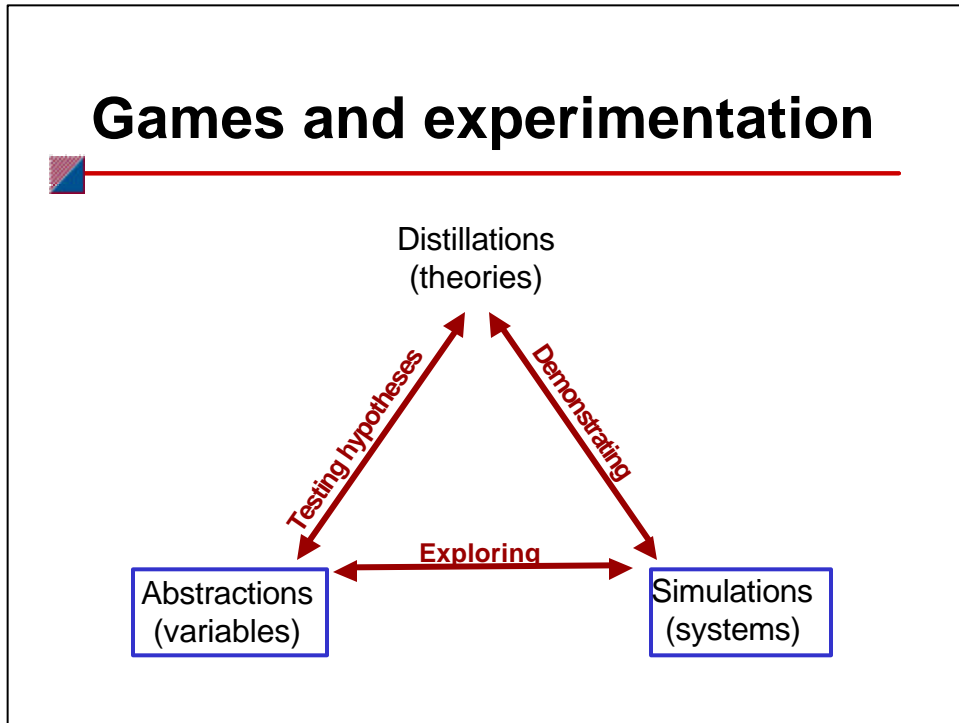 Games and experimentation
Distillations
(theories)
Testing hypotheses
Demonstrating
Exploring
Abstractions
(variables)
Simulations
(systems)